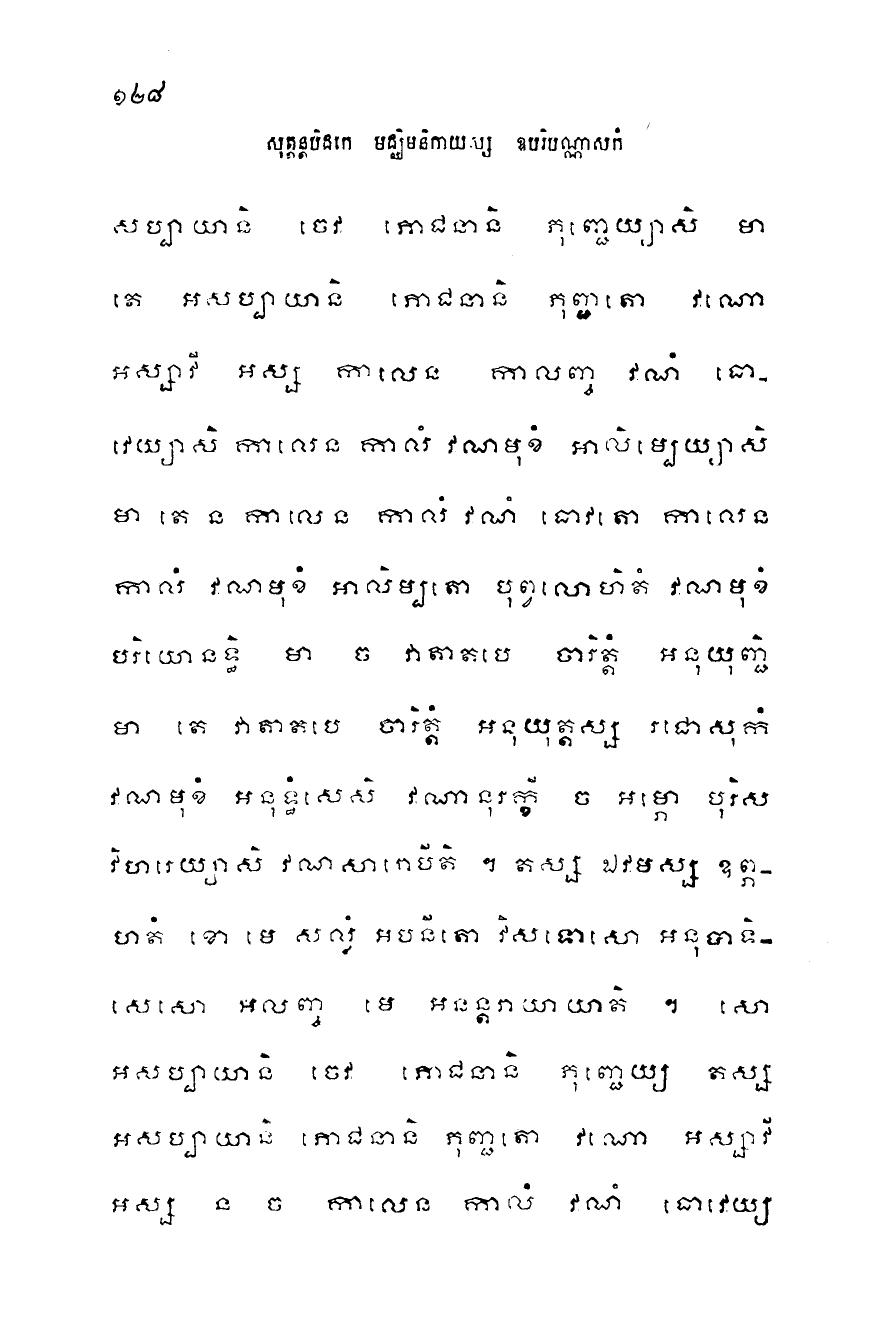 ១២៨
សុត្តន្តបិដកេ មជ្ឈិមនិកាយស្ស ឧបរិបណ្ណាសកំ
សប្បាយានិ ចេវ ភោជនានិ ភុញ្ជេយ្យាសិ មា
តេ អសប្បាយានិ ភោជនានិ ភុញ្ជតោ វណោ
អស្សាវី អស្ស កាលេន កាលញ្ច វណំ ធោ-
វេយ្យាសិ កាលេន កាលំ វណមុខំ អាលិម្បេយ្យាសិ
មា តេ ន កាលេន កាលំ វណំ ធោវតោ កាលេន
កាលំ វណមុខំ អាលិម្បតោ បុព្វលោហិតំ វណមុខំ
បរិយោនទ្ធិ មា ច វាតាតបេ ចារិត្តំ អនុយុញ្ជិ
មា តេ វាតាតបេ ចារិត្តំ អនុយុត្តស្ស រជោសុកំ
វណមុខំ អនុទ្ធំសេសិ វណានុរក្ខី ច អម្ភោ បុរិស
វិហរេយ្យាសិ វណសារោបីតិ ។ តស្ស ឯវមស្ស ឧព្ភ-
ហតំ ខោ មេ សល្លំ អបនីតោ វិសទោសោ អនុបាទិ-
សេសោ អលញ្ច មេ អនន្តរាយាយាតិ ។ សោ
អសប្បាយានិ ចេវ ភោជនានិ ភុញ្ជេយ្យ តស្ស
អសប្បាយានិ ភោជនានិ ភុញ្ជតោ វណោ អស្សាវី
អស្ស ន ច កាលេន កាលំ វណំ ធោវេយ្យ